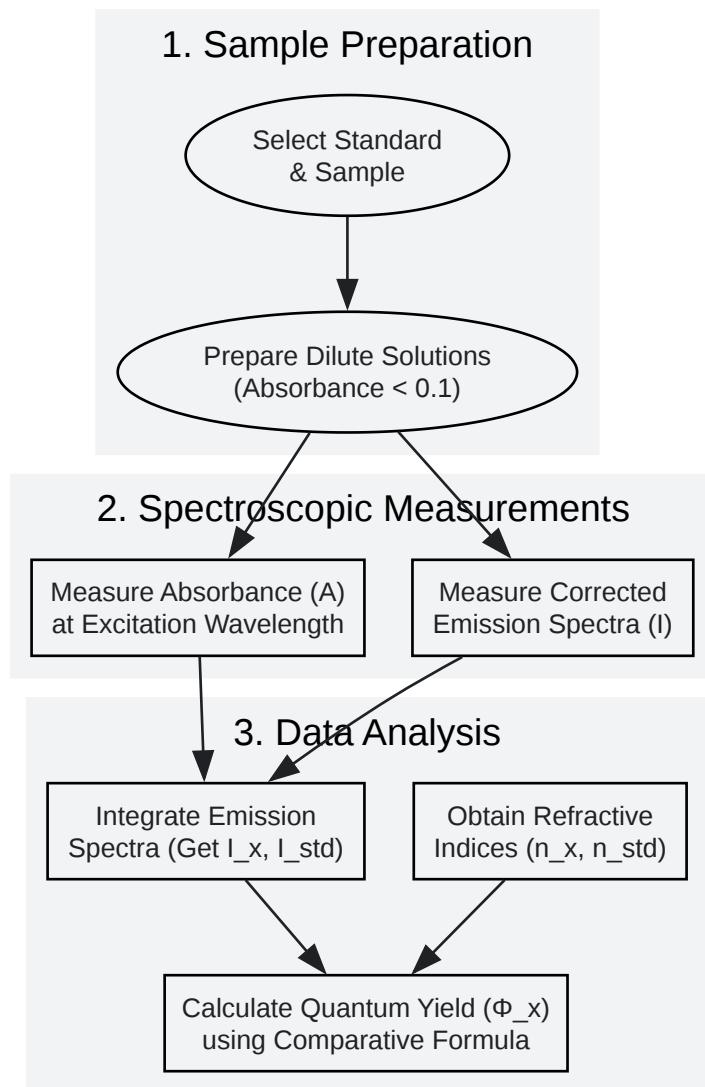 1. Sample Preparation
Select Standard
& Sample
Prepare Dilute Solutions
(Absorbance < 0.1)
2. Spectroscopic Measurements
Measure Absorbance (A)
at Excitation Wavelength
Measure Corrected
Emission Spectra (I)
3. Data Analysis
Integrate Emission
Spectra (Get I_x, I_std)
Obtain Refractive
Indices (n_x, n_std)
Calculate Quantum Yield (Φ_x)
using Comparative Formula